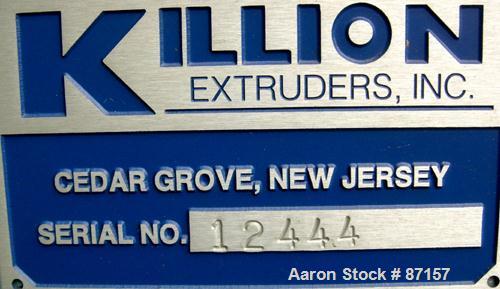 KILLION
EXTRUDERS, INC.
CEDAR GROVE, NEW JERSEY
SERIAL NO. 12444
Aaron Stock # 87157